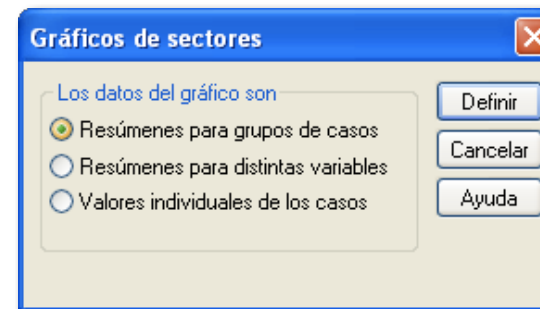 Gráficos de sectores
Los datos del gráfico son
Resúmenes para grupos de casos
Resúmenes para distintas variables
Valores individuales de los casos
Definir
Cancelar
Ayuda